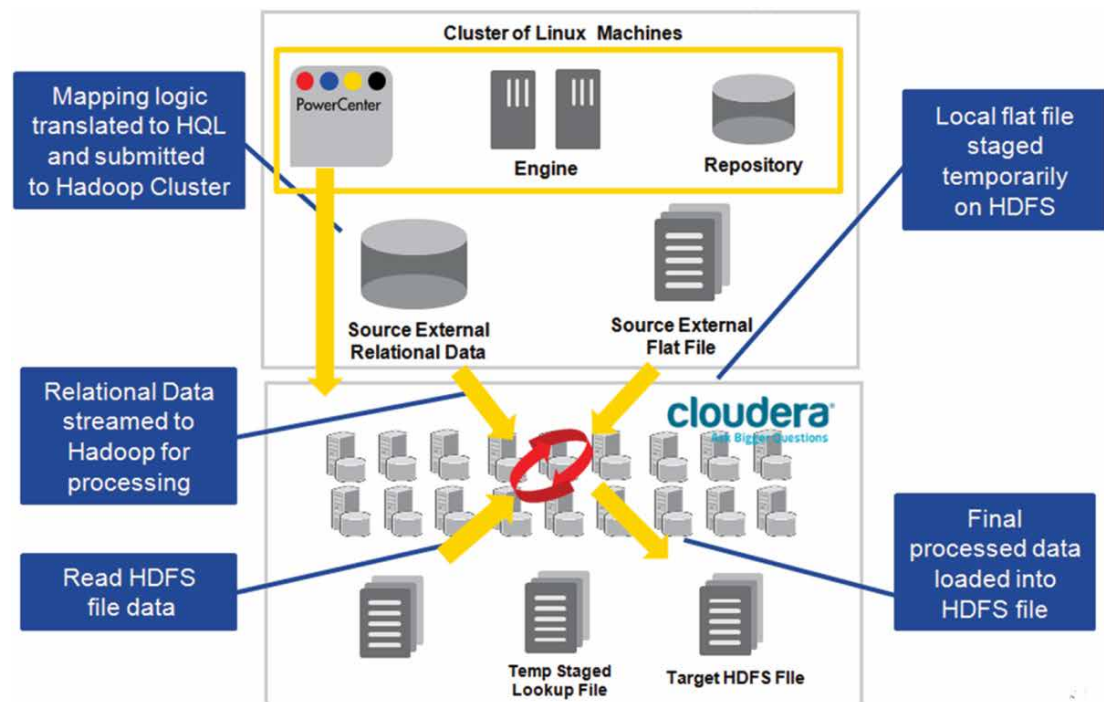 Cluster of Linux Machines
PowerCenter
Engine
Repository
Mapping logic
translated to HQL
and submitted
to Hadoop Cluster
Local flat file
staged
temporarily
on HDFS
Source External
Relational Data
Source External
Flat File
Relational Data
streamed to
Hadoop for
processing
cloudera®
Ask Bigger Questions
Read HDFS
file data
Final
processed data
loaded into
HDFS file
Temp Staged
Lookup File
Target HDFS FIle